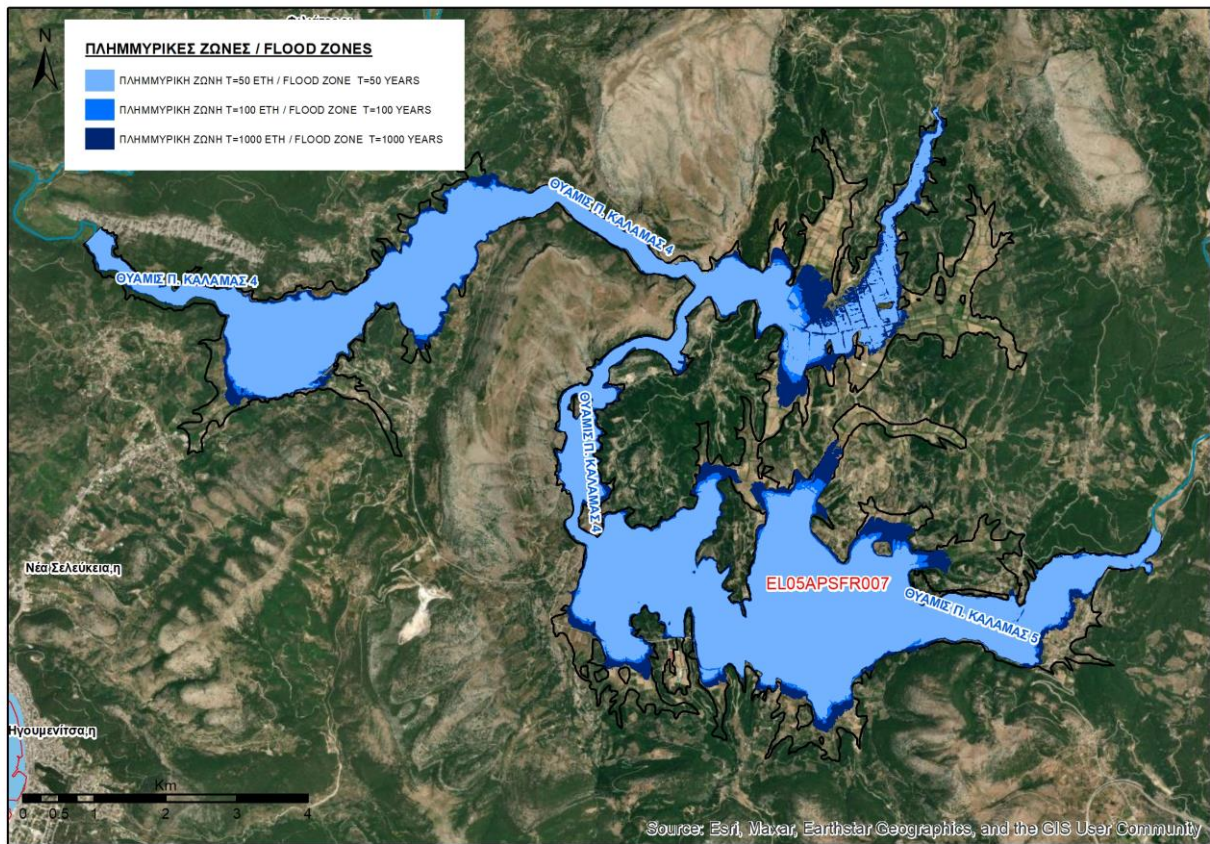 N
ΠΛΗΜΜΥΡΙΚΕΣ ΖΩΝΕΣ / FLOOD ZONES
ΠΛΗΜΜΥΡΙΚΗ ΖΩΝΗ T=50 ΕΤΗ / FLOOD ZONE T=50 YEARS
ΠΛΗΜΜΥΡΙΚΗ ΖΩΝΗ T=100 ΕΤΗ / FLOOD ZONE T=100 YEARS
ΠΛΗΜΜΥΡΙΚΗ ΖΩΝΗ T=1000 ΕΤΗ / FLOOD ZONE T=1000 YEARS
ΘΥΑΜΙΣ Π. ΚΑΛΑΜΑΣ 4
ΘΥΑΜΙΣ Π. ΚΑΛΑΜΑΣ 4
ΘΥΑΜΙΣ Π. ΚΑΛΑΜΑΣ 4
Νέα Σελεύκεια,η
EL05APSFR007
ΘΥΑΜΙΣ Π. ΚΑΛΑΜΑΣ 5
Ηγουμενίτσα,η
Km
0 0.5 1 2 3 4
Source: Esri, Maxar, Earthstar Geographics, and the GIS User Community